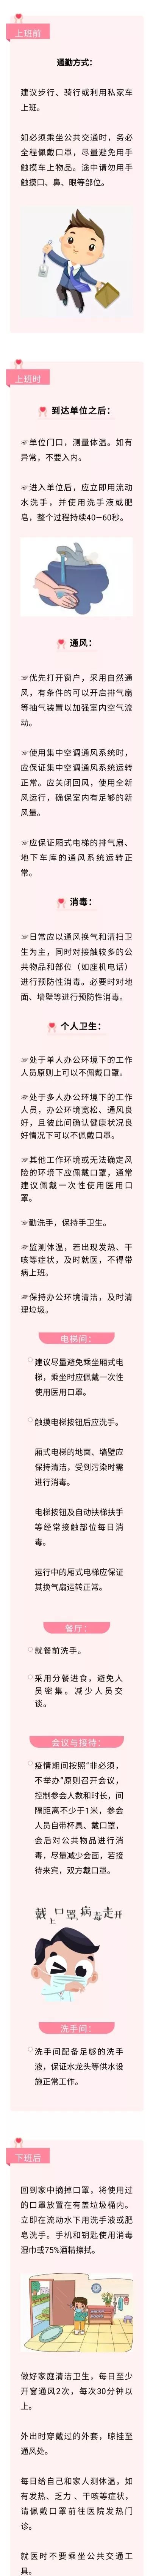 上班前
通勤方式：
建议步行、骑行或利用私家车
上班。
如必须乘坐公共交通时，务必
全程佩戴口罩，尽量避免用手
触摸车上物品。途中请勿用手
触摸口、鼻、眼等部位。
上班时
到达单位之后：
☞单位门口，测量体温。如有
异常，不要入内。
☞进入单位后，应立即用流动
水洗手，并使用洗手液或肥
皂，整个过程持续40—60秒。
通风：
☞优先打开窗户，采用自然通
风，有条件的可以开启排气扇
等抽气装置以加强室内空气流
动。
☞使用集中空调通风系统时，
应保证集中空调通风系统运转
正常。应关闭回风，使用全新
风运行，确保室内有足够的新
风量。
☞应保证厢式电梯的排气扇、
地下车库的通风系统运转正
常。
消毒：
☞日常应以通风换气和清扫卫
生为主，同时对接触较多的公
共物品和部位（如座机电话）
进行预防性消毒。必要时对地
面、墙壁等进行预防性消毒。
个人卫生：
☞处于单人办公环境下的工作
人员原则上可以不佩戴口罩。
☞处于多人办公环境下的工作
人员，办公环境宽松、通风良
好，且彼此间确认健康状况良
好情况下可以不佩戴口罩。
☞其他工作环境或无法确定风
险的环境下应佩戴口罩，通常
建议佩戴一次性使用医用口
罩。
☞勤洗手，保持手卫生。
☞监测体温，若出现发热、干
咳等症状，及时就医，不得带
病上班。
☞保持办公环境清洁，及时清
理垃圾。
电梯间：
建议尽量避免乘坐厢式电
梯，乘坐时应佩戴一次性
使用医用口罩。
触摸电梯按钮后应洗手。
厢式电梯的地面、墙壁应
保持清洁，受到污染时需
进行消毒。
电梯按钮及自动扶梯扶手
等经常接触部位每日消
毒。
运行中的厢式电梯应保证
其换气扇运转正常。
餐厅：
就餐前洗手。
采用分餐进食，避免人
员密集。减少人员交
谈。
会议与接待：
疫情期间按照“非必须，
不举办”原则召开会议，
控制参会人数和时长，间
隔距离不少于1米，参会
人员自带杯具、戴口罩，
会后对公共物品进行消
毒，尽量减少会面，若接
待来宾，双方戴口罩。
戴上口罩，病毒走开
洗手间：
洗手间配备足够的洗手
液，保证水龙头等供水设
施正常工作。
下班后
回到家中摘掉口罩，将使用过
的口罩放置在有盖垃圾桶内。
立即在流动水下用洗手液或肥
皂洗手。手机和钥匙使用消毒
湿巾或75%酒精擦拭。
做好家庭清洁卫生，每日至少
开窗通风2次，每次30分钟以
上。
外出时穿戴过的外套，晾挂至
通风处。
每日给自己和家人测体温，如
有发热、乏力、干咳等症状，
请佩戴口罩前往医院发热门
诊。
就医时不要乘坐公共交通工
具。